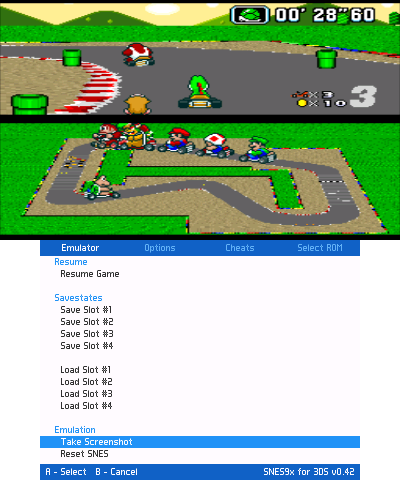 00'28"60
×3
×10
3
Emulator Options Cheats Select ROM
Resume
Resume Game
Savestates
Save Slot #1
Save Slot #2
Save Slot #3
Save Slot #4
Load Slot #1
Load Slot #2
Load Slot #3
Load Slot #4
Emulation
Take Screenshot
Reset SNES
A - Select B - Cancel SNES9x for 3DS v0.42